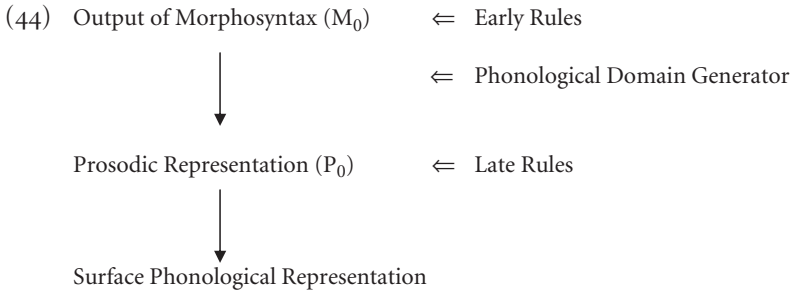 (44) Output of Morphosyntax (M₀) ⇐ Early Rules
⇐ Phonological Domain Generator
Prosodic Representation (P₀) ⇐ Late Rules
Surface Phonological Representation